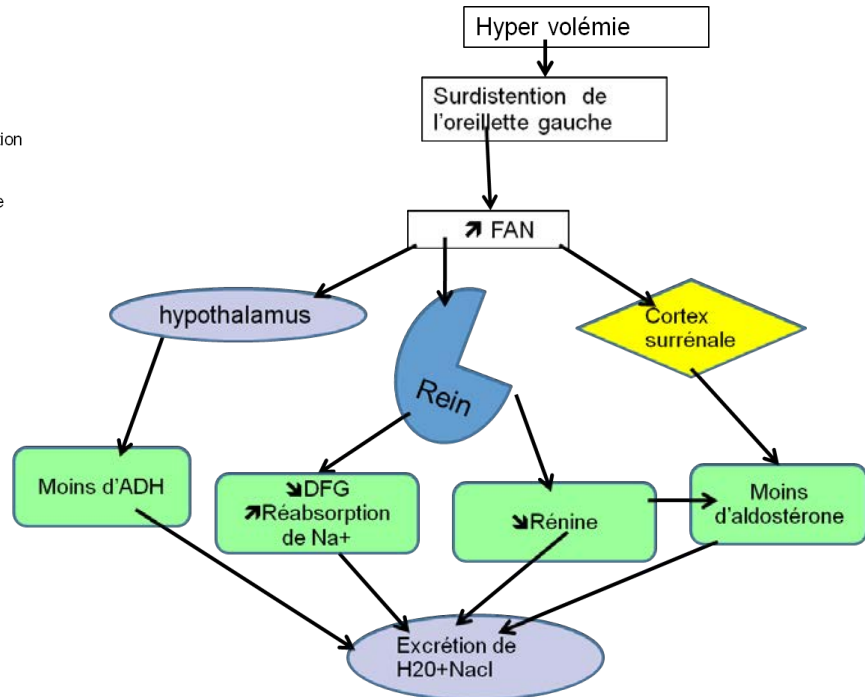 Hyper volémie
Surdistention de
l'oreillette gauche
tion
e
↗ FAN
hypothalamus
Rein
Cortex
surrénale
Moins d'ADH
↘DFG
↗Réabsorption
de Na+
↘Rénine
Moins
d'aldostérone
Excrétion de
H20+Nacl